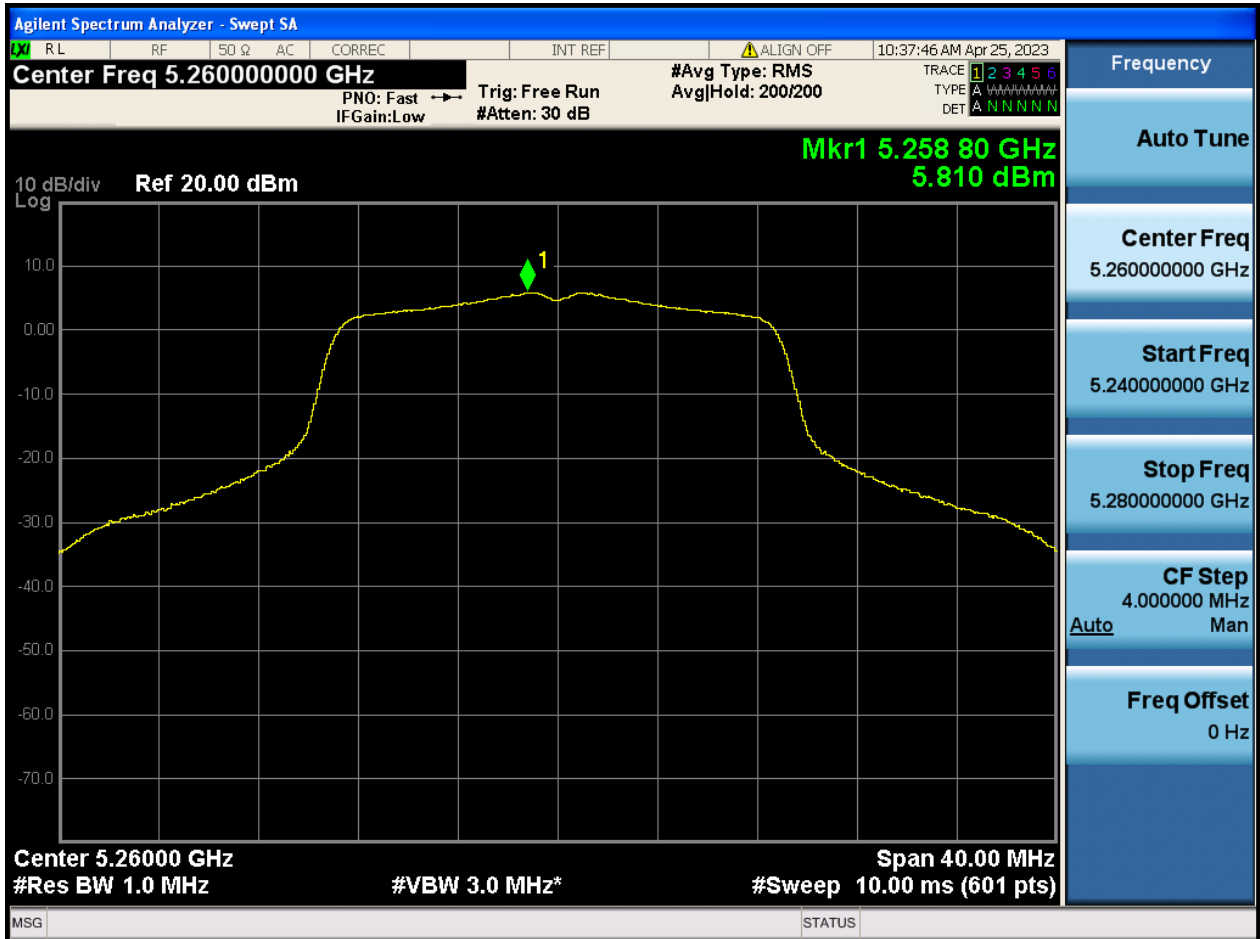 Agilent Spectrum Analyzer - Swept SA
LXI RL RF 50 Ω AC CORREC INT REF ALIGN OFF 10:37:46 AM Apr 25, 2023
Center Freq 5.260000000 GHz
PNO: Fast
IFGain:Low
Trig: Free Run
#Atten: 30 dB
#Avg Type: RMS
Avg|Hold: 200/200
TRACE 1 2 3 4 5 6
TYPE A WWWWW
DET A N N N N N
Mkr1 5.258 80 GHz
5.810 dBm
10 dB/div Ref 20.00 dBm
Log
10.0
0.00
-10.0
-20.0
-30.0
-40.0
-50.0
-60.0
-70.0
1
Center 5.26000 GHz Span 40.00 MHz
#Res BW 1.0 MHz #VBW 3.0 MHz* #Sweep 10.00 ms (601 pts)
MSG STATUS
Frequency
Auto Tune
Center Freq
5.260000000 GHz
Start Freq
5.240000000 GHz
Stop Freq
5.280000000 GHz
CF Step
4.000000 MHz
Auto Man
Freq Offset
0 Hz